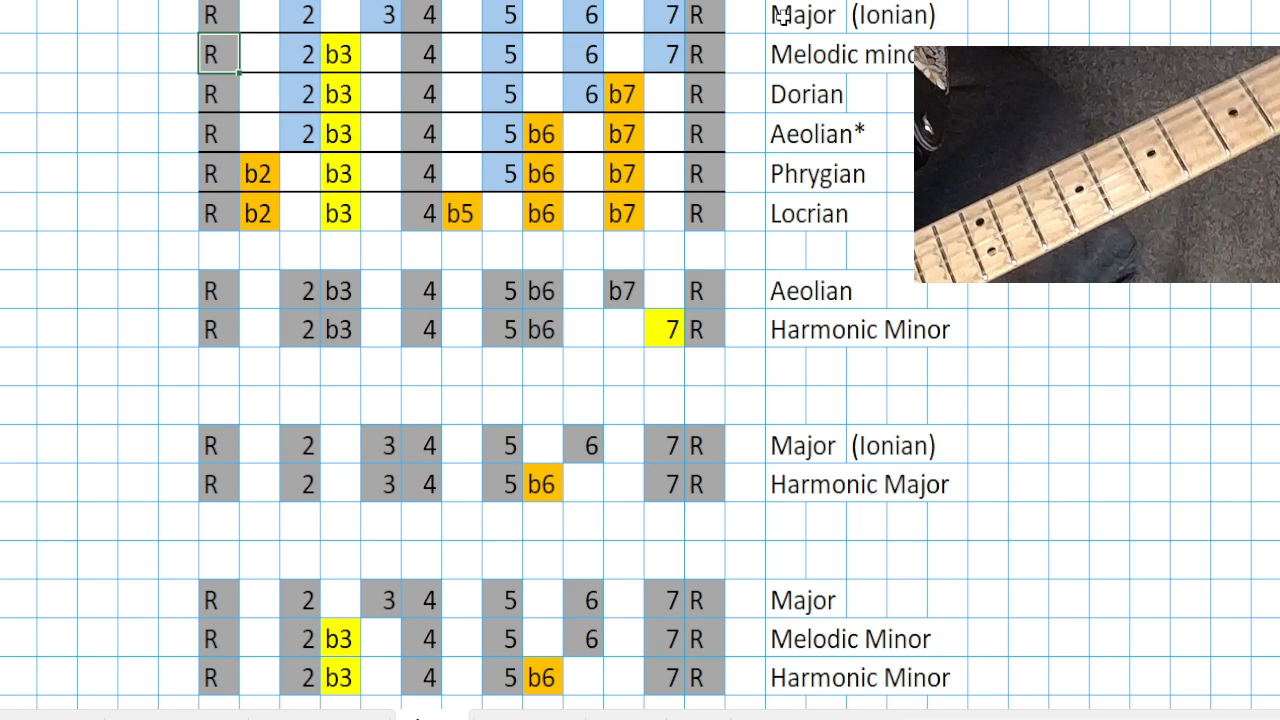 R 2 3 4 5 6 7 R Major (Ionian)
R 2 b3 4 5 6 7 R Melodic
R 2 b3 4 5 6 b7 R Dorian
R 2 b3 4 5 b6 b7 R Aeolian*
R b2 b3 4 5 b6 b7 R Phrygian
R b2 b3 4 b5 b6 b7 R Locrian
R 2 b3 4 5 b6 b7 R Aeolian
R 2 b3 4 5 b6 7 R Harmonic Minor
R 2 3 4 5 6 7 R Major (Ionian)
R 2 3 4 5 b6 7 R Harmonic Major
R 2 3 4 5 6 7 R Major
R 2 b3 4 5 6 7 R Melodic Minor
R 2 b3 4 5 b6 7 R Harmonic Minor